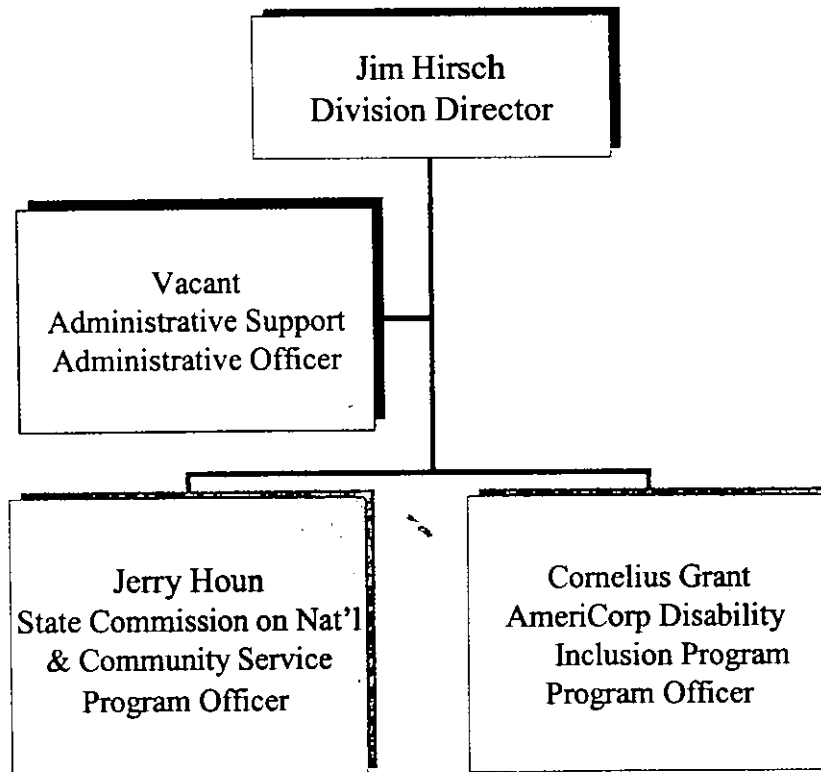 Jim Hirsch
Division Director
Vacant
Administrative Support
Administrative Officer
Jerry Houn
State Commission on Nat'l
& Community Service
Program Officer
Cornelius Grant
AmeriCorp Disability
Inclusion Program
Program Officer